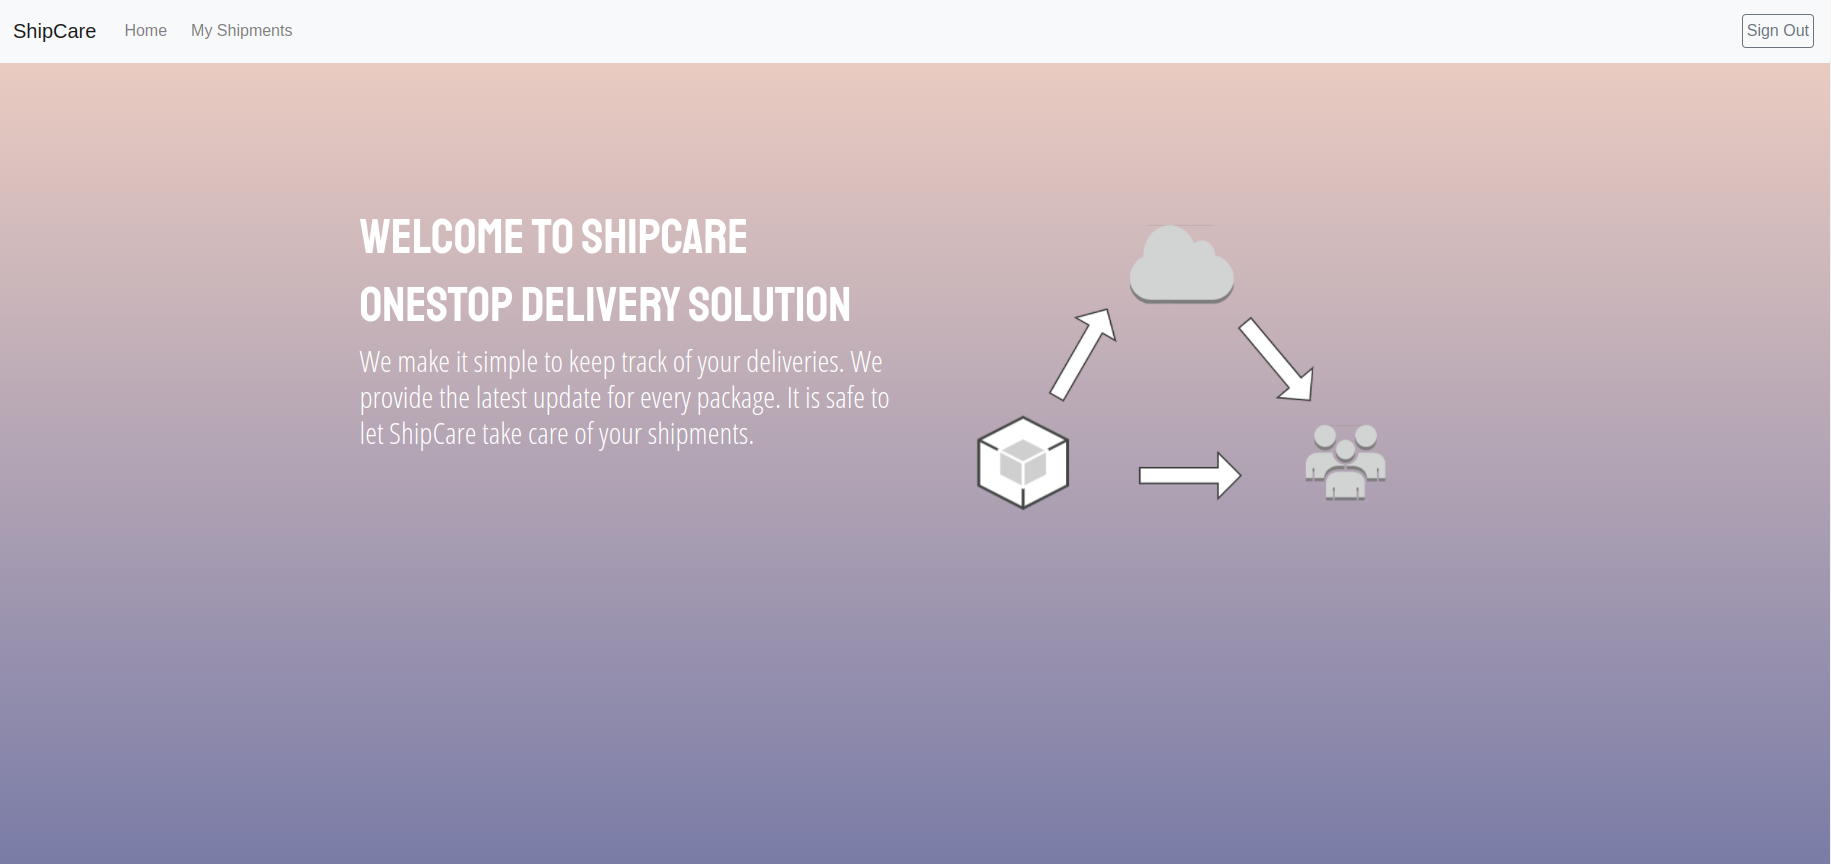 ShipCare Home My Shipments Sign Out
WELCOME TO SHIPCARE
ONESTOP DELIVERY SOLUTION
We make it simple to keep track of your deliveries. We
provide the latest update for every package. It is safe to
let ShipCare take care of your shipments.